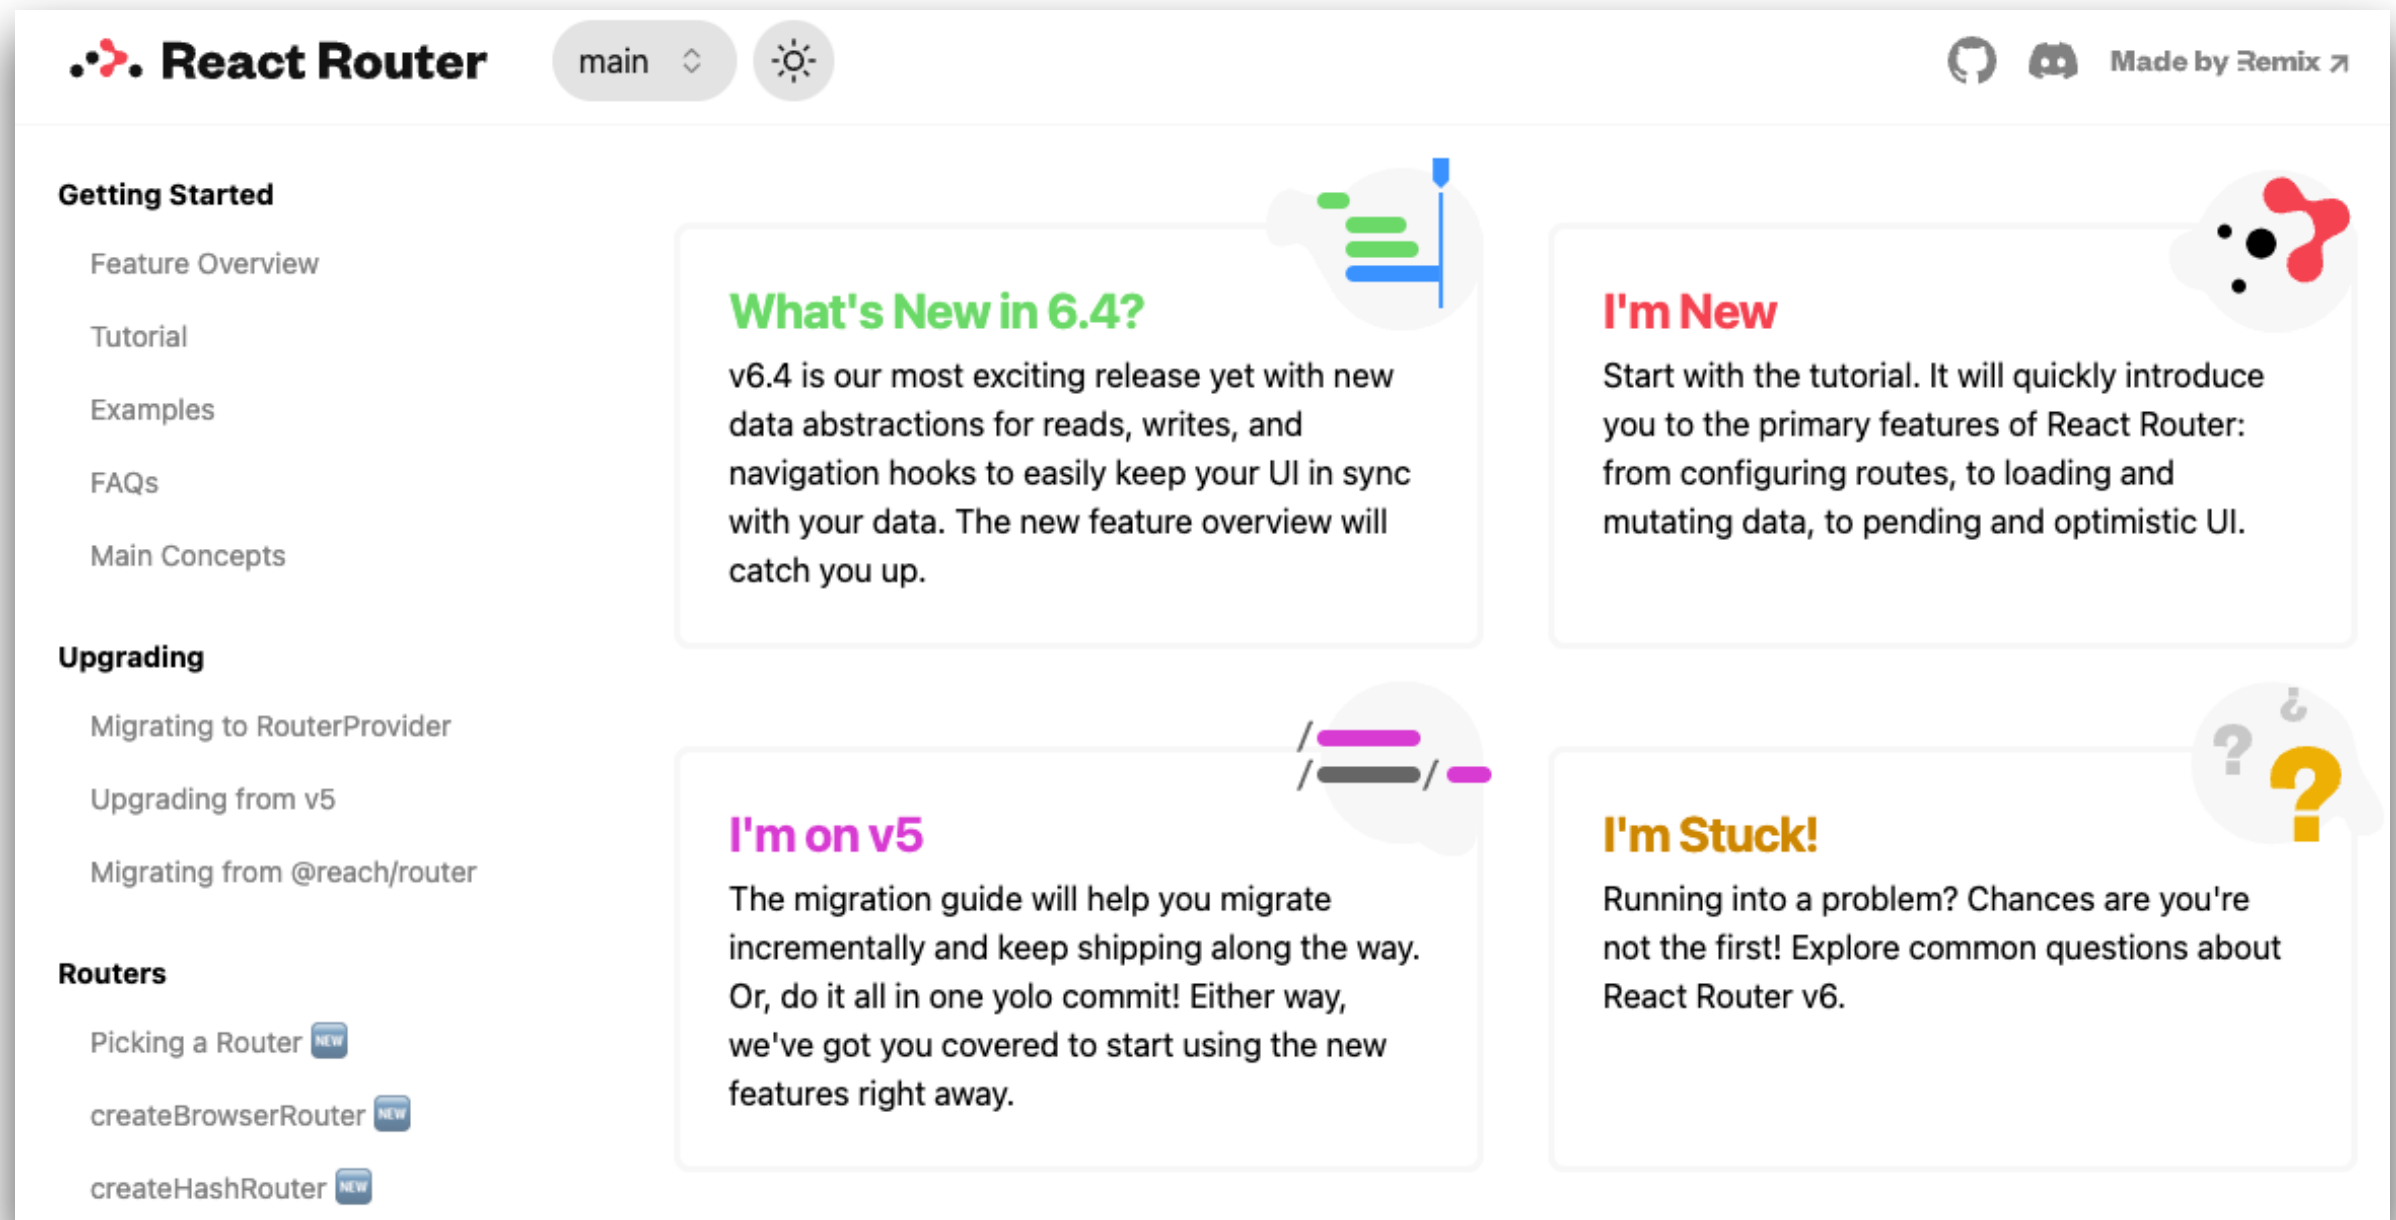 React Router
main
Made by Remix
Getting Started
Feature Overview
Tutorial
Examples
FAQs
Main Concepts
Upgrading
Migrating to RouterProvider
Upgrading from v5
Migrating from @reach/router
Routers
Picking a Router NEW
createBrowserRouter NEW
createHashRouter NEW
What's New in 6.4?
v6.4 is our most exciting release yet with new
data abstractions for reads, writes, and
navigation hooks to easily keep your UI in sync
with your data. The new feature overview will
catch you up.
I'm New
Start with the tutorial. It will quickly introduce
you to the primary features of React Router:
from configuring routes, to loading and
mutating data, to pending and optimistic UI.
I'm on v5
The migration guide will help you migrate
incrementally and keep shipping along the way.
Or, do it all in one yolo commit! Either way,
we've got you covered to start using the new
features right away.
I'm Stuck!
Running into a problem? Chances are you're
not the first! Explore common questions about
React Router v6.